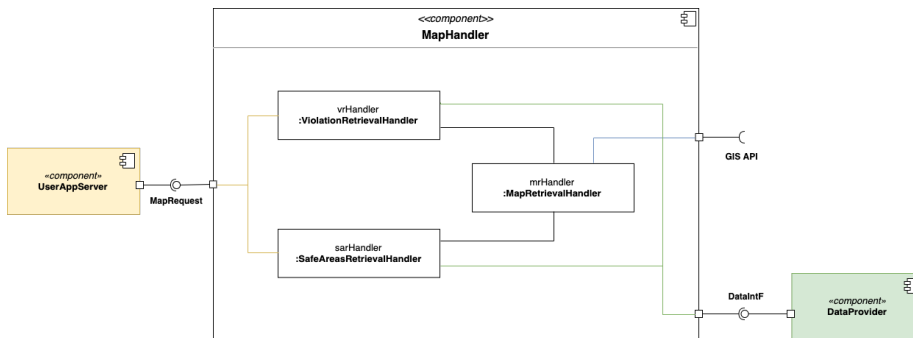 <<component>>
MapHandler
vrHandler
:ViolationRetrievalHandler
GIS API
«component»
UserAppServer
MapRequest
mrHandler
:MapRetrievalHandler
sarHandler
:SafeAreasRetrievalHandler
DataIntF
«component»
DataProvider